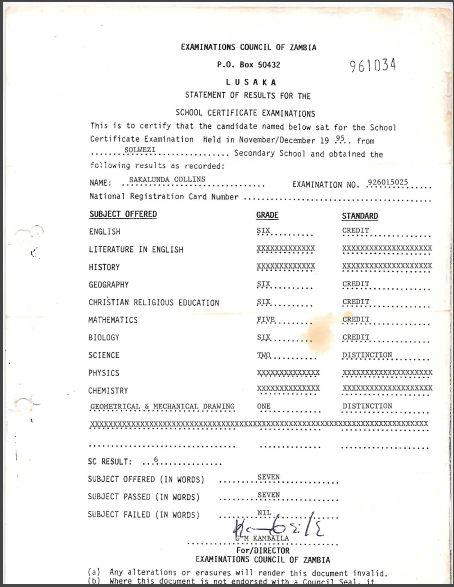 EXAMINATIONS COUNCIL OF ZAMBIA
P.O. Box 50432
961034
LUSAKA
STATEMENT OF RESULTS FOR THE
SCHOOL CERTIFICATE EXAMINATIONS
This is to certify that the candidate named below sat for the School
Certificate Examination Held in November/December 19 95.. from
........SOLWEZI.................. Secondary School and obtained the
following results as recorded:
NAME: ..SAKALUNDA COLLINS............ EXAMINATION NO. 926015025
National Registration Card Number ..........................................
SUBJECT OFFERED GRADE STANDARD
ENGLISH SIX.......... CREDIT
LITERATURE IN ENGLISH XXXXXXXXXXXXX XXXXXXXXXXXXXXXXXXXX
HISTORY XXXXXXXXXXXXX XXXXXXXXXXXXXXXXXXXX
GEOGRAPHY SIX.......... CREDIT
CHRISTIAN RELIGIOUS EDUCATION SIX.......... CREDIT
MATHEMATICS FIVE......... CREDIT
BIOLOGY SIX.......... CREDIT
SCIENCE TWO.......... DISTINCTION
PHYSICS XXXXXXXXXXXXX XXXXXXXXXXXXXXXXXXXX
CHEMISTRY XXXXXXXXXXXXX XXXXXXXXXXXXXXXXXXXX
GEOMETRICAL & MECHANICAL DRAWING ONE DISTINCTION
XXXXXXXXXXXXXXXXXXXXXXXXXXXXXXXXXXXXXXXXXXXXXXXXXXXXXXXXXXXXXXXXXXXXXXXXXXX
SC RESULT: ...6..............
SUBJECT OFFERED (IN WORDS) ........SEVEN............
SUBJECT PASSED (IN WORDS) ........SEVEN............
SUBJECT FAILED (IN WORDS) ........NIL..............
M KAMBAILA
For/DIRECTOR
EXAMINATIONS COUNCIL OF ZAMBIA
(a) Any alterations or erasures will render this document invalid.
(b) Where this document is not endorsed with a Council Seal, it